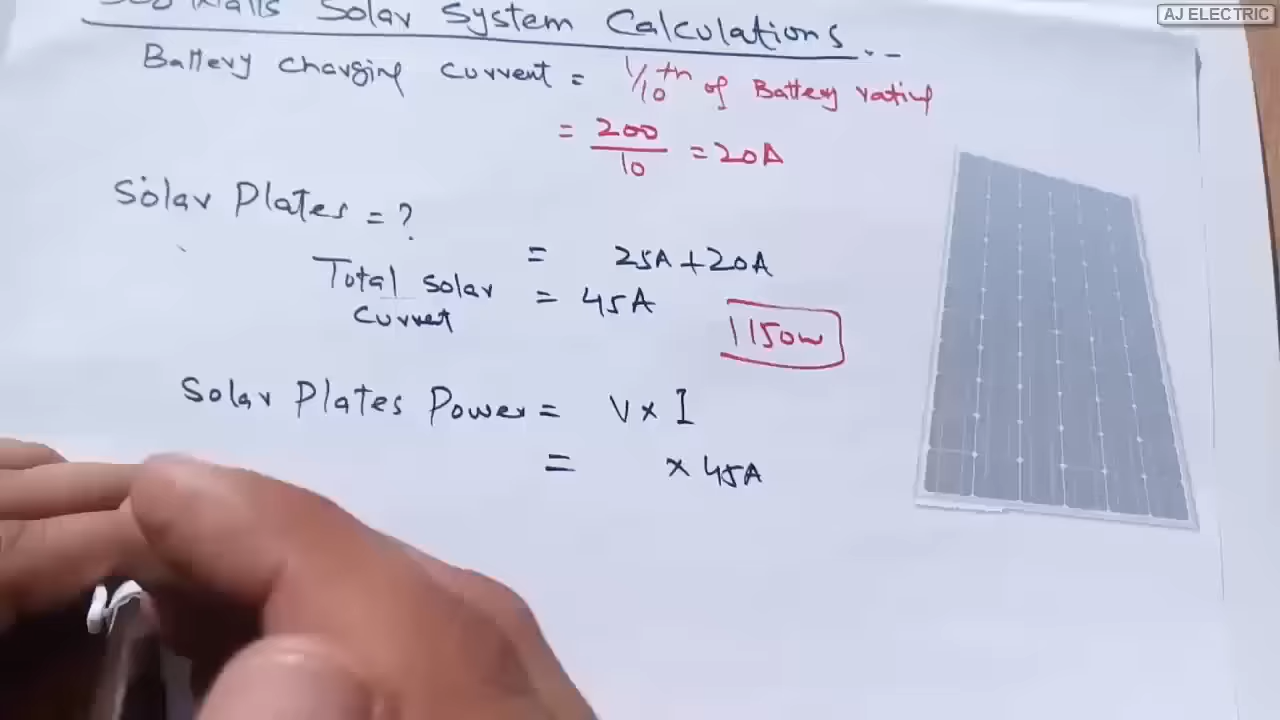 AJ ELECTRIC
Watts Solar System Calculations...
Battery charging current = 1/10th of Battery rating
= 200/10 = 20A
Solar Plates = ?
= 25A + 20A
Total solar current = 45A
1150w
Solar Plates Power = V × I
= × 45A